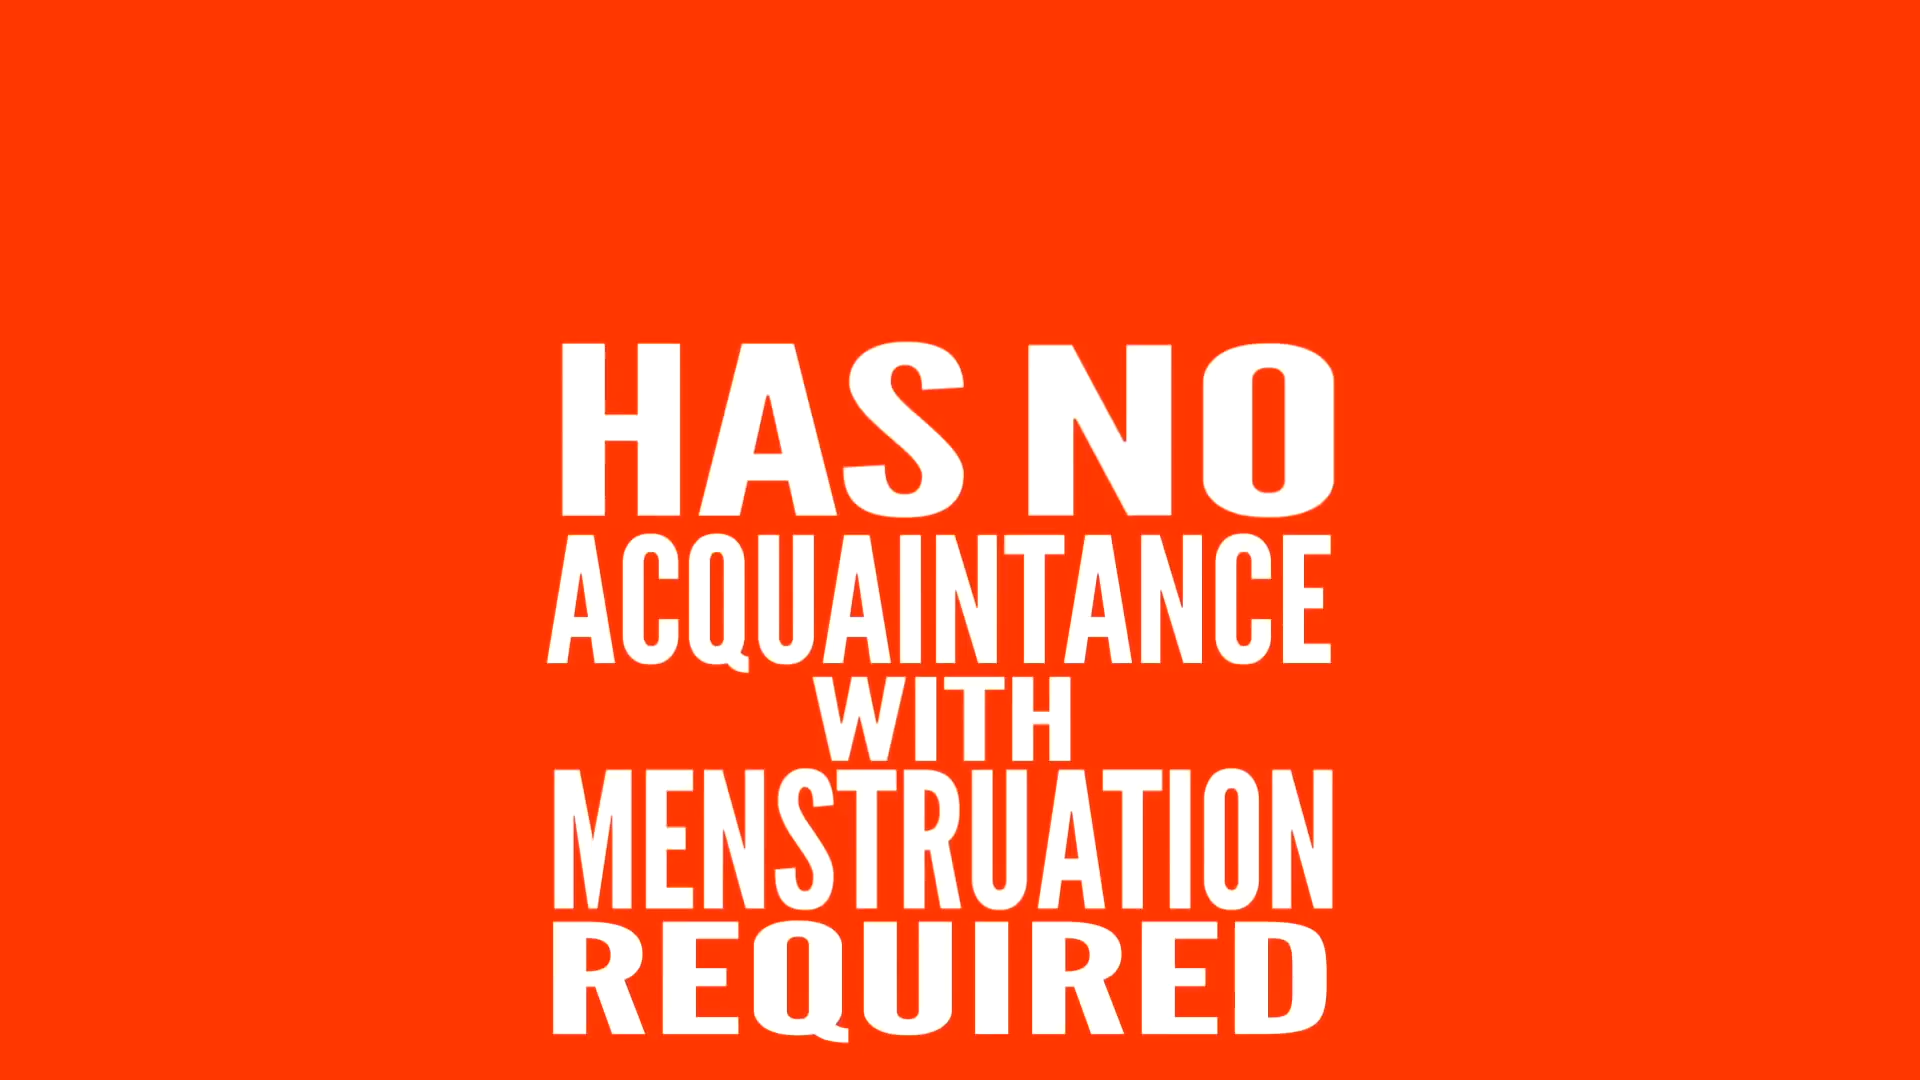 HAS NO
ACQUAINTANCE
WITH
MENSTRUATION
REQUIRED